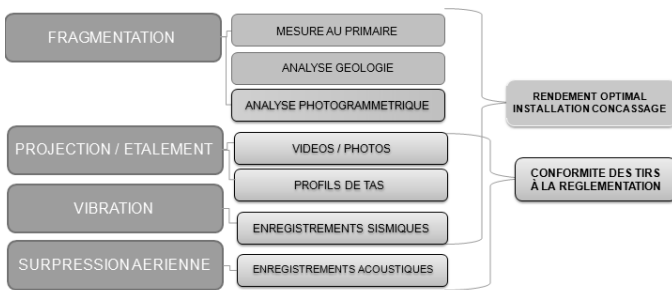 FRAGMENTATION
MESURE AU PRIMAIRE
ANALYSE GEOLOGIE
ANALYSE PHOTOGRAMMETRIQUE
PROJECTION / ETALEMENT
VIDEOS / PHOTOS
PROFILS DE TAS
VIBRATION
ENREGISTREMENTS SISMIQUES
SURPRESSION AERIENNE
ENREGISTREMENTS ACOUSTIQUES
RENDEMENT OPTIMAL
INSTALLATION CONCASSAGE
CONFORMITE DES TIRS
À LA REGLEMENTATION